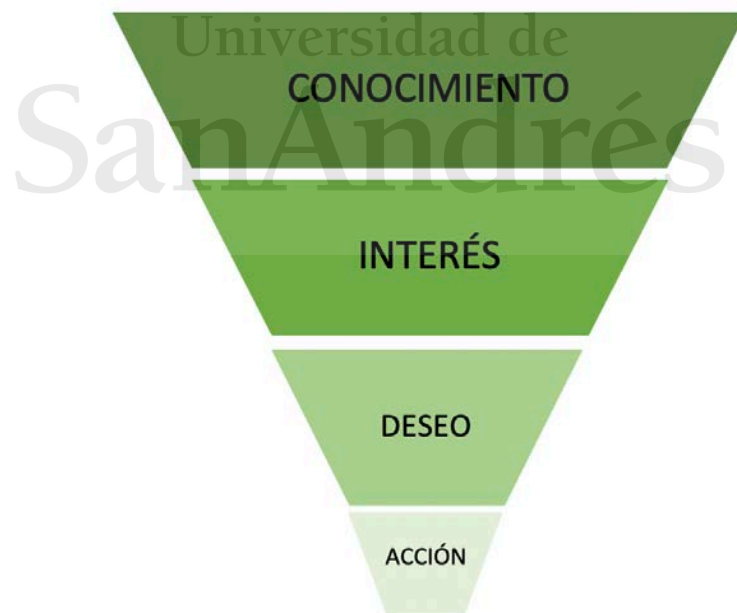 Universidad de
CONOCIMIENTO
SanAndrés
INTERÉS
DESEO
ACCIÓN